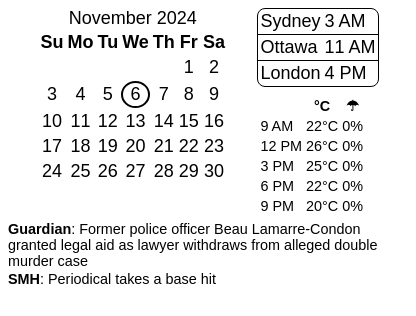 November 2024
Su Mo Tu We Th Fr Sa
1 2
3 4 5 6 7 8 9
10 11 12 13 14 15 16
17 18 19 20 21 22 23
24 25 26 27 28 29 30
Sydney 3 AM
Ottawa 11 AM
London 4 PM
°C ☂
9 AM 22°C 0%
12 PM 26°C 0%
3 PM 25°C 0%
6 PM 22°C 0%
9 PM 20°C 0%
Guardian: Former police officer Beau Lamarre-Condon
granted legal aid as lawyer withdraws from alleged double
murder case
SMH: Periodical takes a base hit